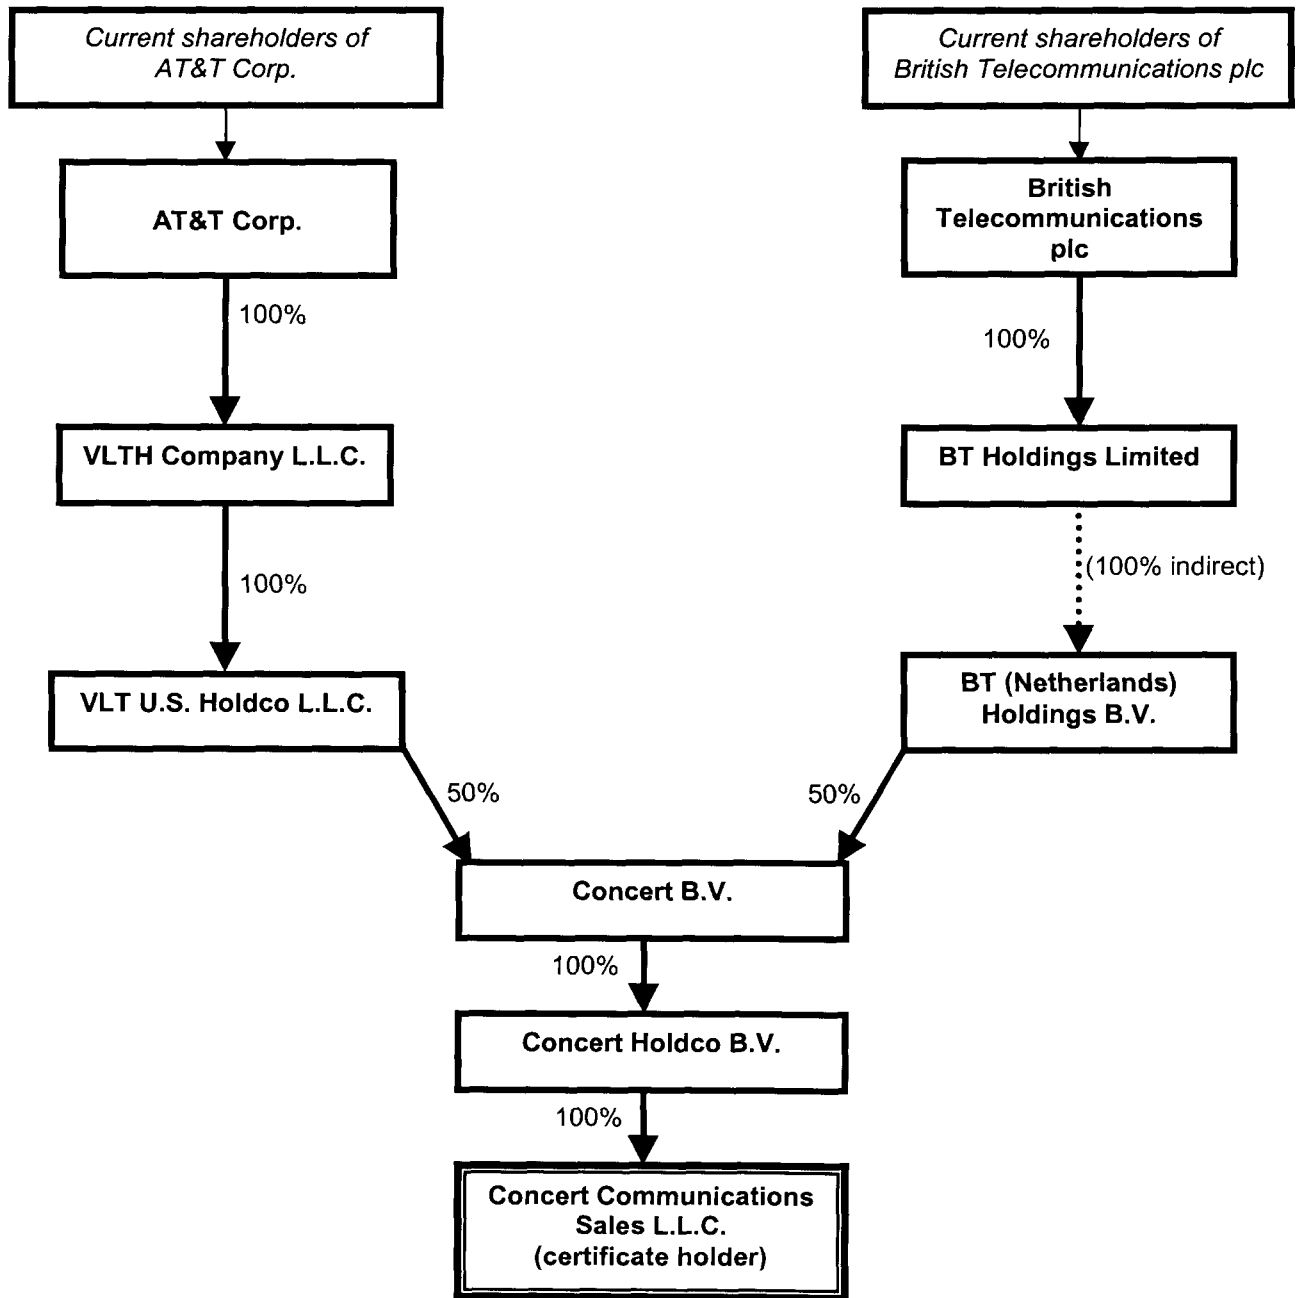 Current shareholders of
AT&T Corp.
Current shareholders of
British Telecommunications plc
AT&T Corp.
British
Telecommunications
plc
100%
100%
VLTH Company L.L.C.
BT Holdings Limited
100%
(100% indirect)
VLT U.S. Holdco L.L.C.
BT (Netherlands)
Holdings B.V.
50%
50%
Concert B.V.
100%
Concert Holdco B.V.
100%
Concert Communications
Sales L.L.C.
(certificate holder)